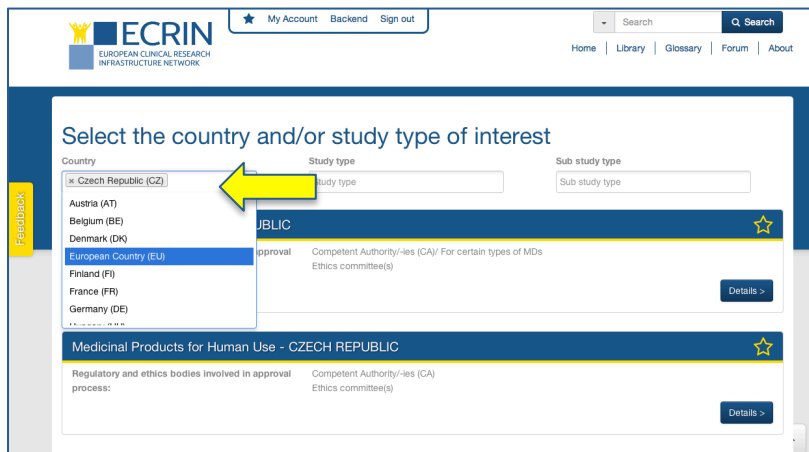 ECRIN
EUROPEAN CLINICAL RESEARCH
INFRASTRUCTURE NETWORK
My Account Backend Sign out
Search Search
Home Library Glossary Forum About
Feedback
Select the country and/or study type of interest
Country Study type Sub study type
× Czech Republic (CZ) Study type Sub study type
Austria (AT)
Belgium (BE)
Denmark (DK)
European Country (EU)
Finland (FI)
France (FR)
Germany (DE)
approval Competent Authority/-ies (CA)/ For certain types of MDs
Ethics committee(s)
Details >
Medicinal Products for Human Use - CZECH REPUBLIC
Regulatory and ethics bodies involved in approval Competent Authority/-ies (CA)
process: Ethics committee(s)
Details >